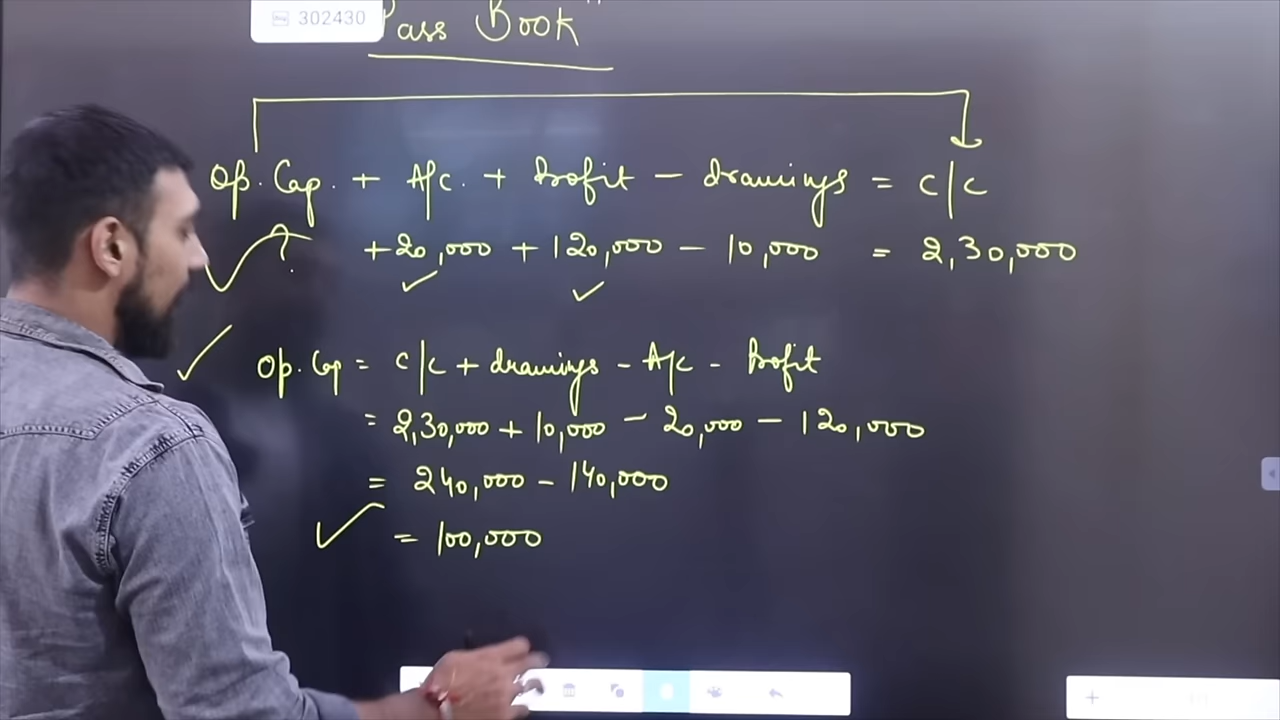 302430
Pass Book "
Op. Cap. + A/c. + Profit - drawings = c/c
? +20,000 + 120,000 - 10,000 = 2,30,000
Op. Cap = c/c + drawings - A/c - Profit
= 2,30,000 + 10,000 - 20,000 - 120,000
= 240,000 - 140,000
= 100,000